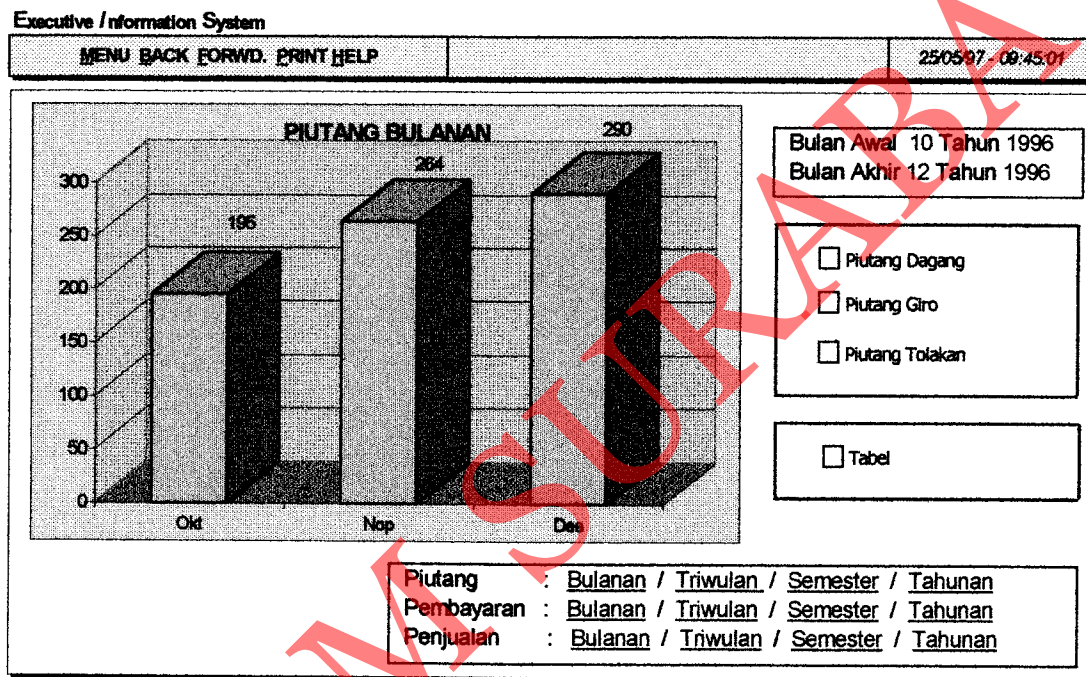 Executive Information System
MENU BACK FORWD. PRINT HELP
25/05/97 - 09:45:01
PIUTANG BULANAN
290
264
195
300
250
200
150
100
50
0
Okt
Nop
Des
Bulan Awal 10 Tahun 1996
Bulan Akhir 12 Tahun 1996
Piutang Dagang
Piutang Giro
Piutang Tolakan
Tabel
Piutang : Bulanan / Triwulan / Semester / Tahunan
Pembayaran : Bulanan / Triwulan / Semester / Tahunan
Penjualan : Bulanan / Triwulan / Semester / Tahunan
M SURABA